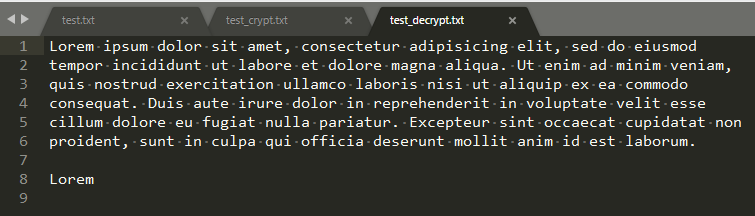 test.txt × test_crypt.txt × test_decrypt.txt ×
1 Lorem ipsum dolor sit amet, consectetur adipisicing elit, sed do eiusmod
2 tempor incididunt ut labore et dolore magna aliqua. Ut enim ad minim veniam,
3 quis nostrud exercitation ullamco laboris nisi ut aliquip ex ea commodo
4 consequat. Duis aute irure dolor in reprehenderit in voluptate velit esse
5 cillum dolore eu fugiat nulla pariatur. Excepteur sint occaecat cupidatat non
6 proident, sunt in culpa qui officia deserunt mollit anim id est laborum.
7
8 Lorem
9